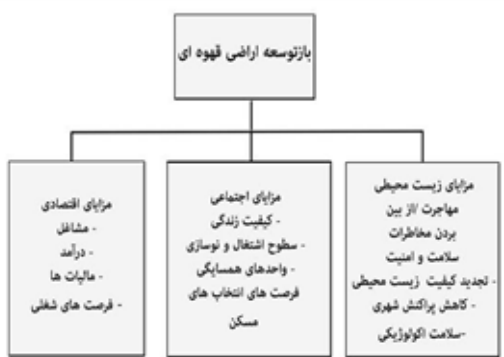 بازتوسعه اراضی قهوه ای
مزایای زیست محیطی
مهاجرت /از بین
بردن مخاطرات
سلامت و امنیت
- تجدید کیفیت زیست محیطی
- کاهش پراکنش شهری
-سلامت اکولوژیکی
مزایای اجتماعی
- کیفیت زندگی
- سطوح اشتغال و نوسازی
- واحدهای همسایگی
فرصت های انتخاب های
مسکن
مزایای اقتصادی
- مشاغل
- درآمد
- مالیات ها
- فرصت های شغلی